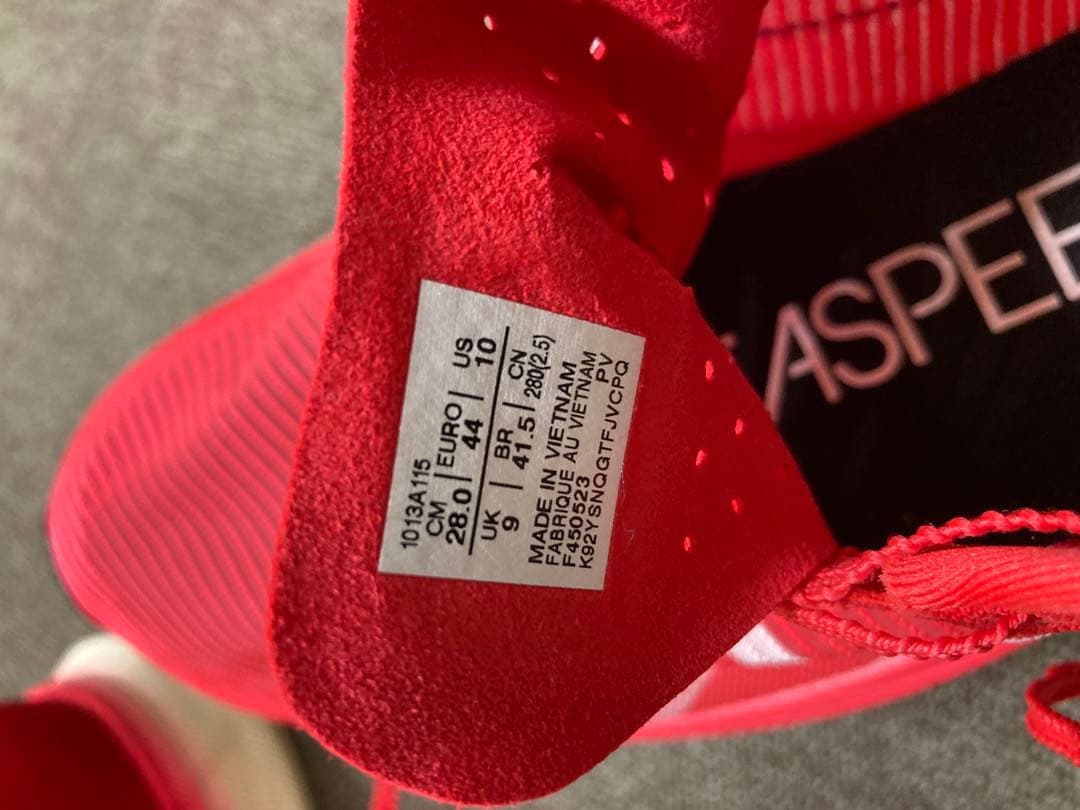 1013A115
CM | EURO | US
28.0 | 44 | 10
UK | BR | CN
9 | 41.5 | 280(2.5)
MADE IN VIETNAM
FABRIQUE AU VIETNAM
F450523 PV
K92YSNQGTFJVCPQ
ASPEE